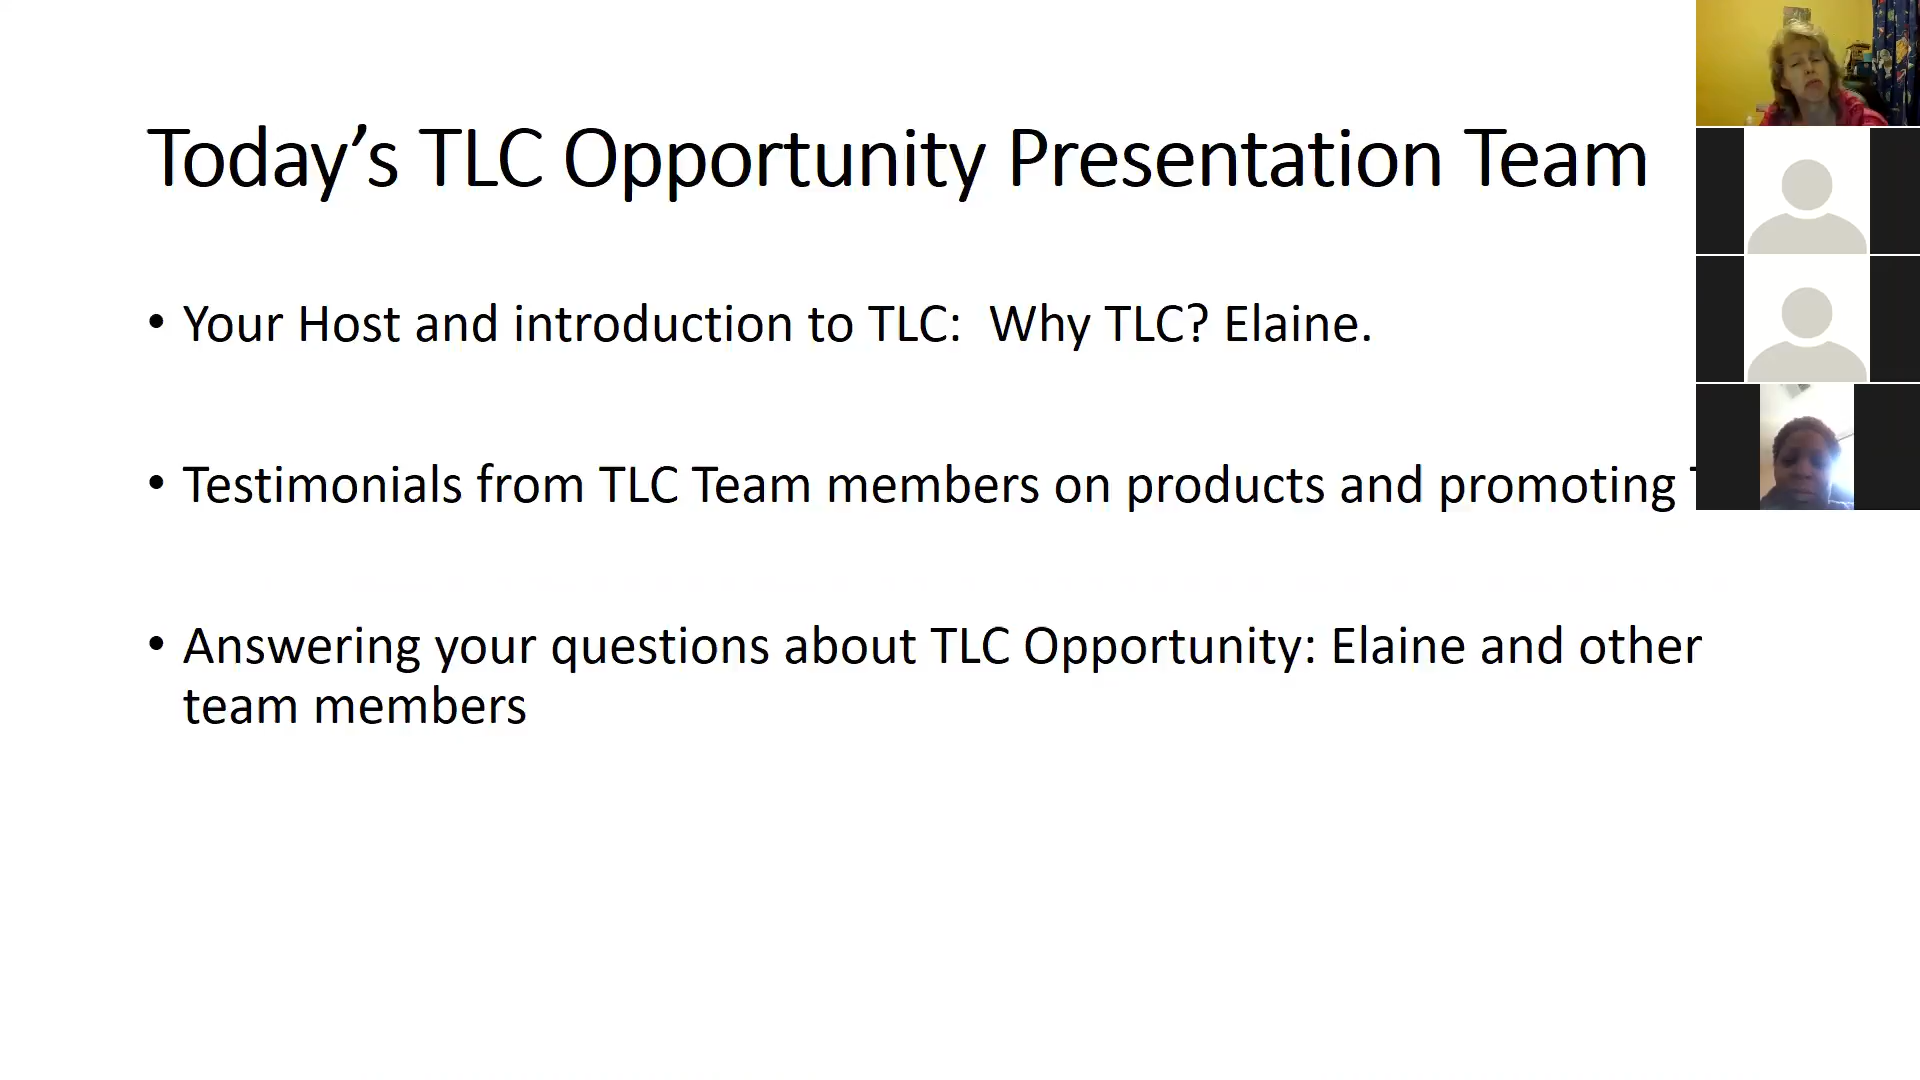 Today’s TLC Opportunity Presentation Team
• Your Host and introduction to TLC:  Why TLC? Elaine.
• Testimonials from TLC Team members on products and promoting
• Answering your questions about TLC Opportunity: Elaine and other
team members